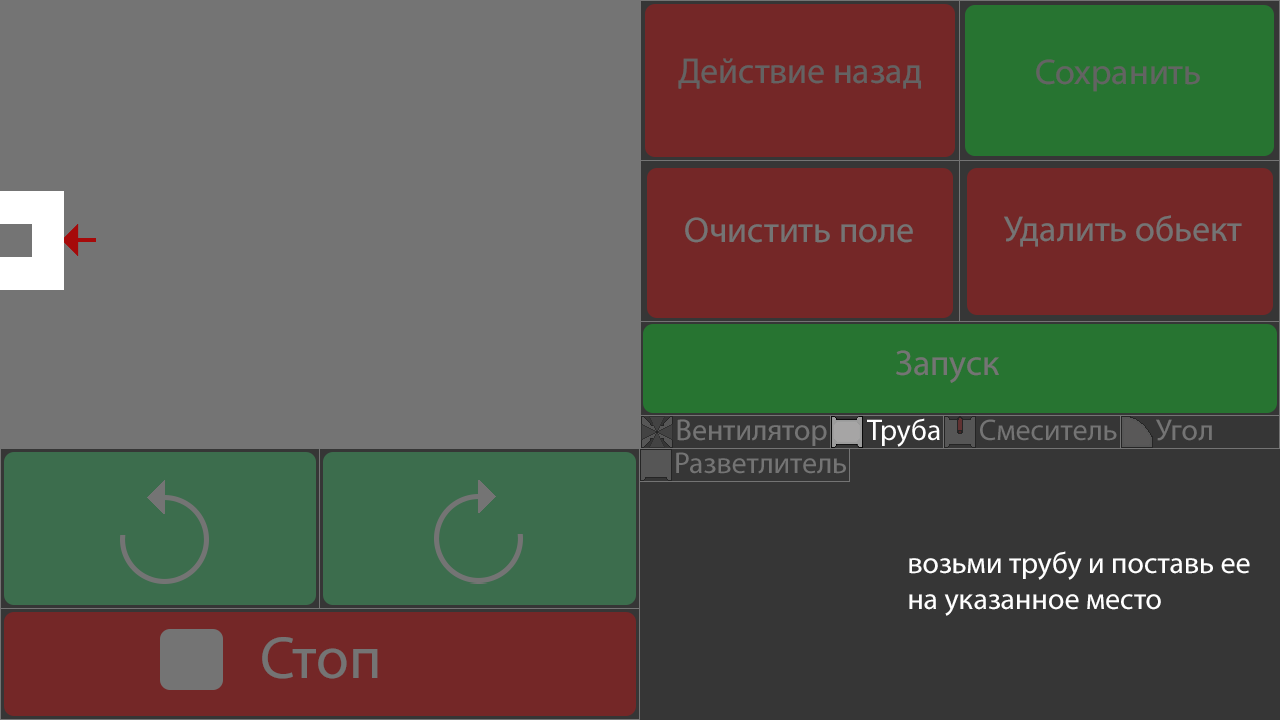 Действие назад
Сохранить
Очистить поле
Удалить обьект
Запуск
Вентилятор Труба Смеситель Угол
Разветлитель
возьми трубу и поставь ее
на указанное место
Стоп